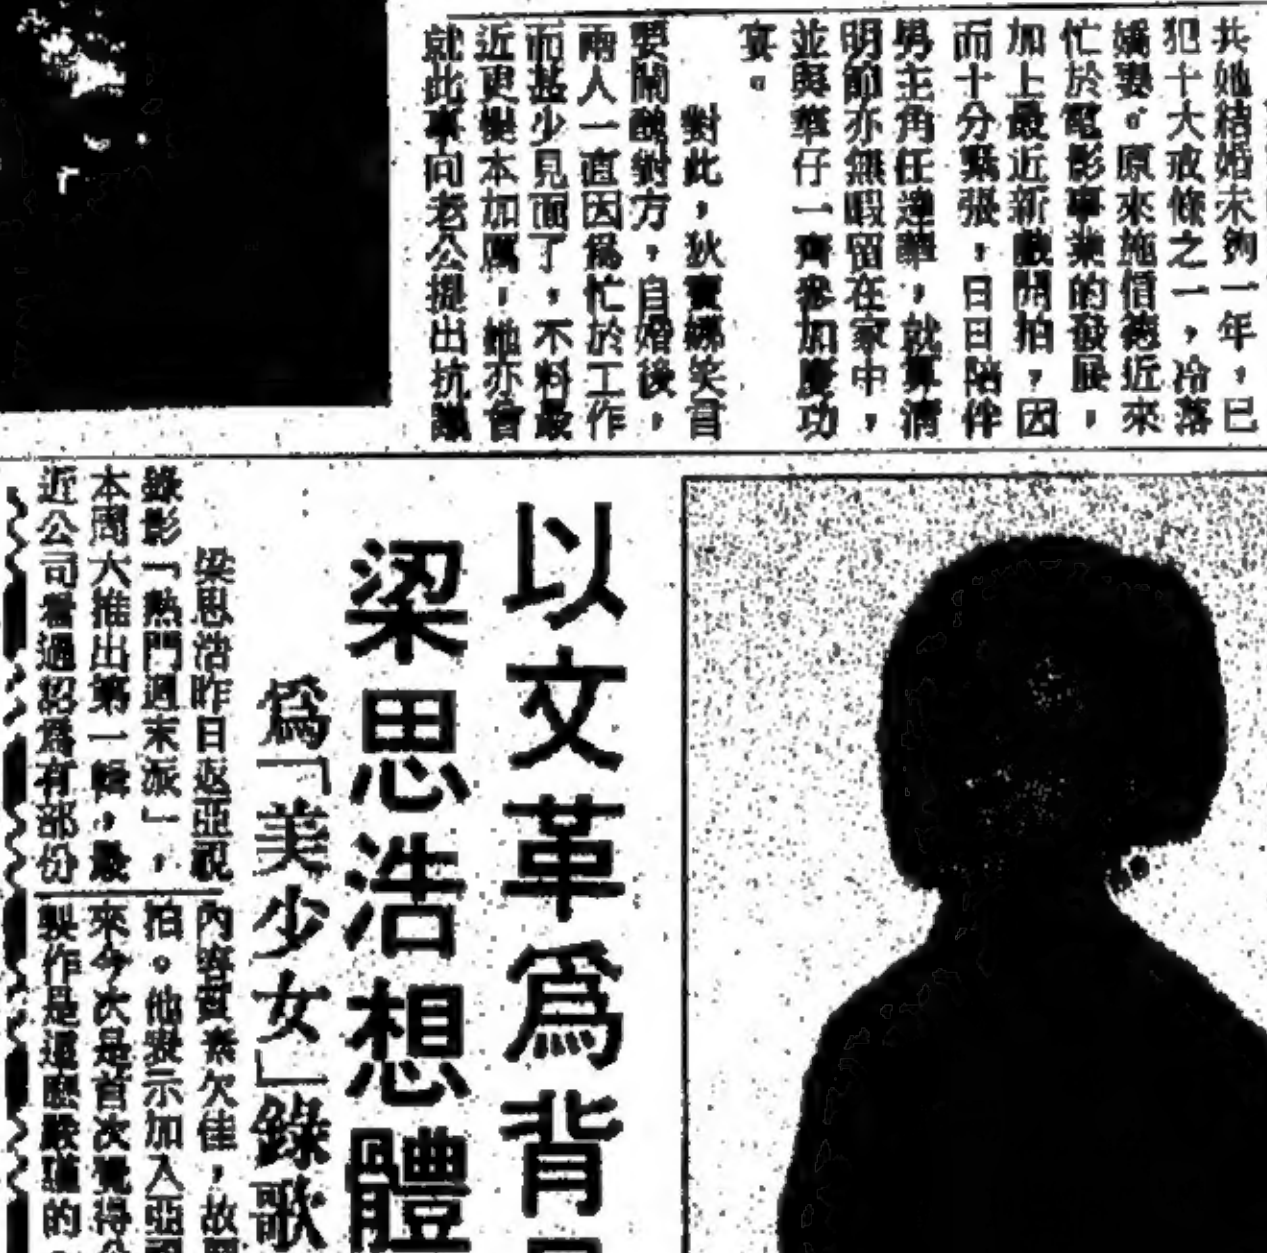 共她結婚未夠一年，已
犯十大戒條之一，冷落
嬌妻。原來施個德近來
忙於電影事業的發展，
加上最近新戲開拍，因
而十分緊張，日日陪伴
男主角任達華，就算清
明節亦無暇留在家中，
並與華仔一齊參加慶功
宴。
對此，狄寶娜笑言
要鬧醜對方，自婚後，
兩人一直因爲忙於工作
而甚少見面了，不料最
近更變本加厲，她亦會
就此事向老公提出抗議
以文革爲背
梁思浩想體
爲「美少女」錄歌
梁思浩昨日返亞視
錄影「熱門週末派」，
本周六推出第一輯，最
近公司看過認爲有部份
內容質素欠佳，故
拍。他表示加入亞視
來今次是首次覺得
製作是這麽嚴謹的，